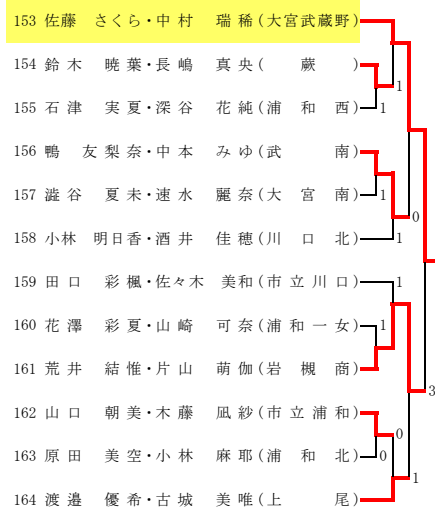 153 佐藤 さくら・中村 瑞稀(大宮武蔵野)
154 鈴木 暁葉・長嶋 真央(蕨)
1
155 石津 実夏・深谷 花純(浦和西)
1
156 鴨 友梨奈・中本 みゆ(武南)
157 澁谷 夏未・速水 麗奈(大宮南)
1
0
158 小林 明日香・酒井 佳穂(川口北)
1
159 田口 彩楓・佐々木 美和(市立川口)
1
160 花澤 彩夏・山崎 可奈(浦和一女)
1
161 荒井 結惟・片山 萌伽(岩槻商)
3
162 山口 朝美・木藤 凪紗(市立浦和)
0
163 原田 美空・小林 麻耶(浦和北)
0
1
164 渡邉 優希・古城 美唯(上尾)